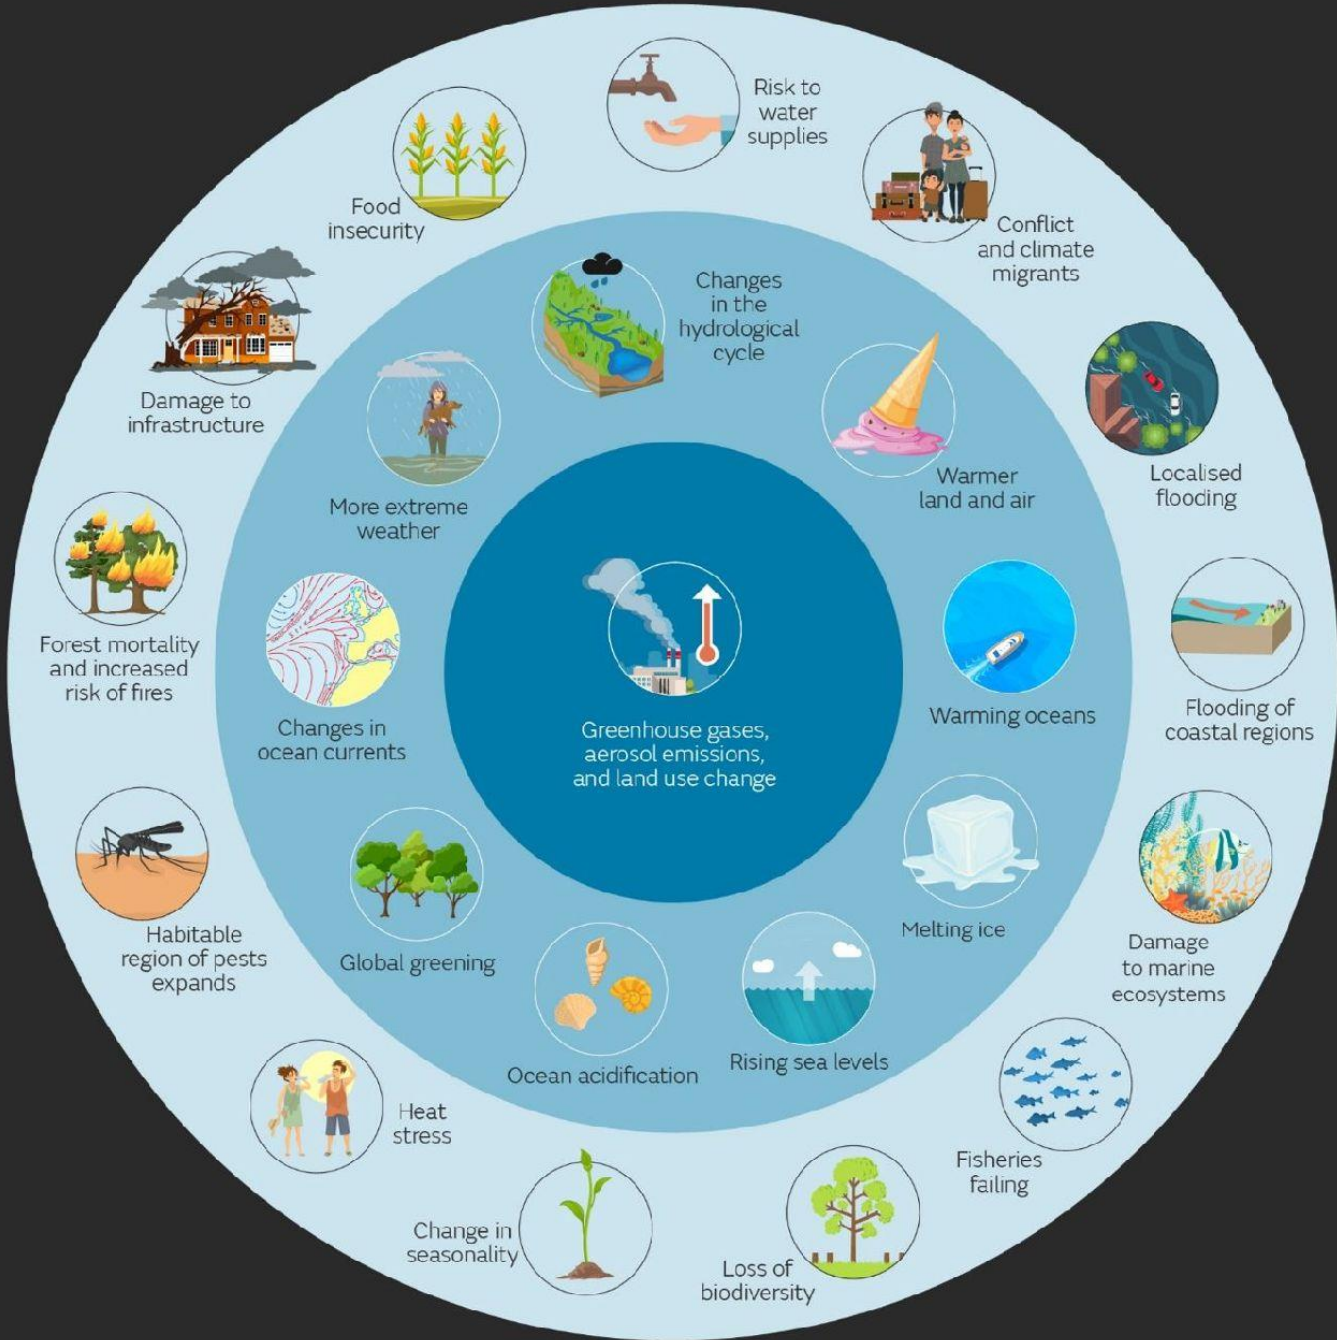 Risk to
water
supplies
Conflict
and climate
migrants
Localised
flooding
Flooding of
coastal regions
Damage
to marine
ecosystems
Fisheries
failing
Loss of
biodiversity
Change in
seasonality
Heat
stress
Habitable
region of pests
expands
Forest mortality
and increased
risk of fires
Damage to
infrastructure
Food
insecurity
Changes
in the
hydrological
cycle
Warmer
land and air
Warming oceans
Melting ice
Rising sea levels
Ocean acidification
Global greening
Changes in
ocean currents
More extreme
weather
Greenhouse gases,
aerosol emissions,
and land use change